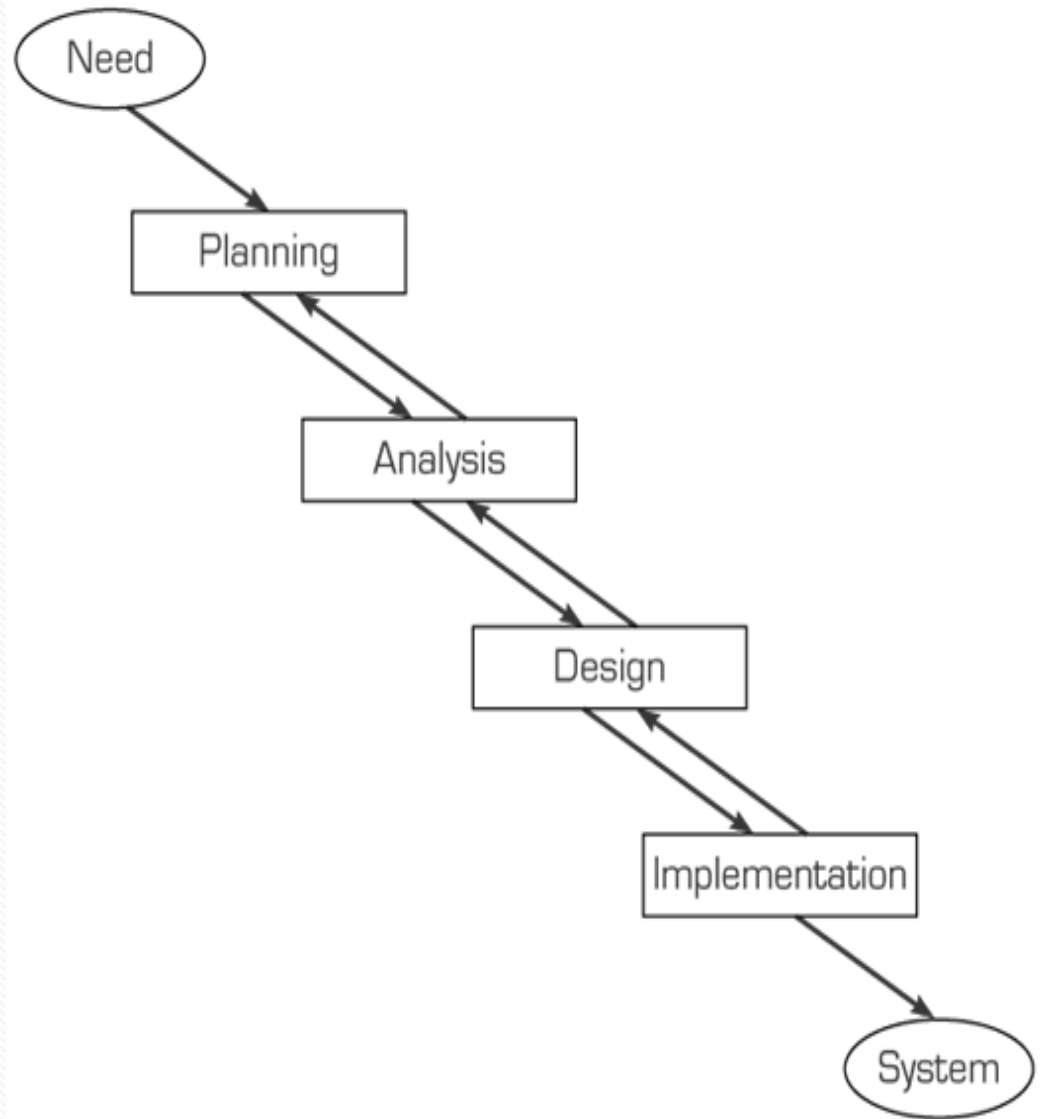 Need
Planning
Analysis
Design
Implementation
System